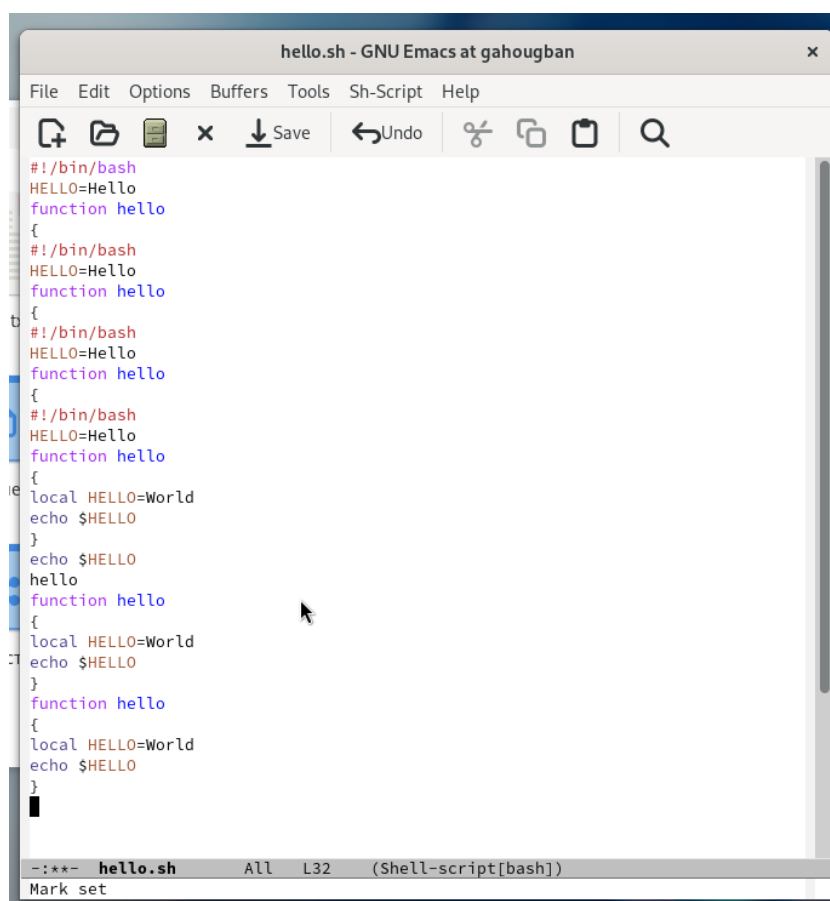 hello.sh - GNU Emacs at gahougban ×
File Edit Options Buffers Tools Sh-Script Help
Save Undo
#!/bin/bash
HELLO=Hello
function hello
{
#!/bin/bash
HELLO=Hello
function hello
{
#!/bin/bash
HELLO=Hello
function hello
{
#!/bin/bash
HELLO=Hello
function hello
{
local HELLO=World
echo $HELLO
}
echo $HELLO
hello
function hello
{
local HELLO=World
echo $HELLO
}
function hello
{
local HELLO=World
echo $HELLO
}
-:**- hello.sh All L32 (Shell-script[bash])
Mark set